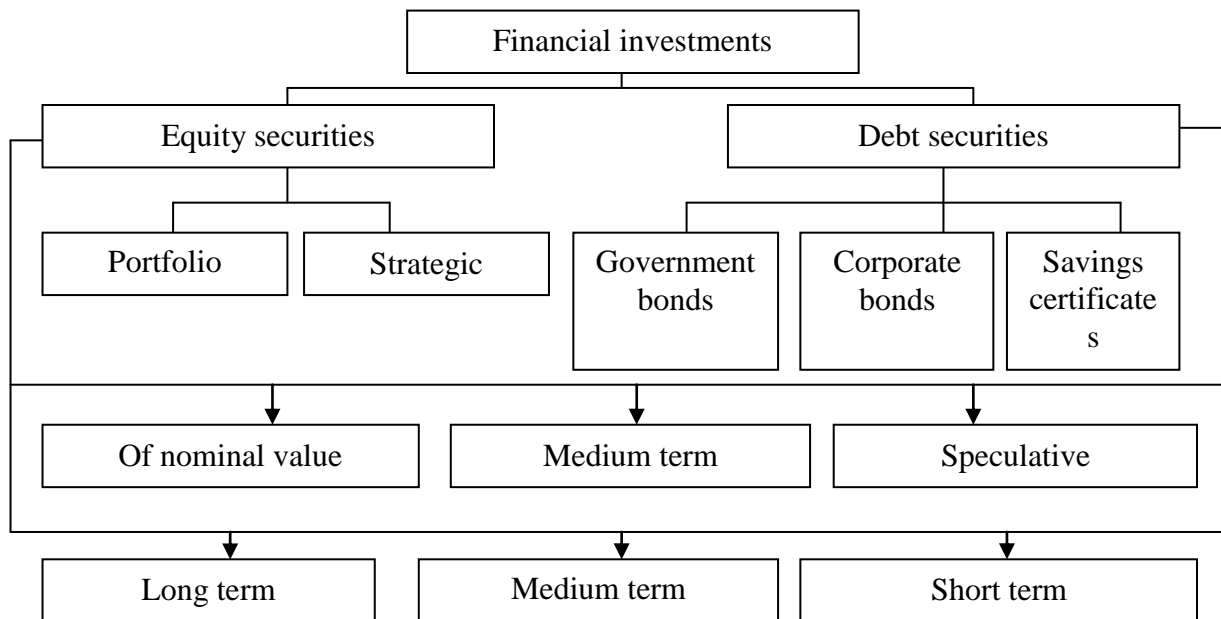 Financial investments
Equity securities
Debt securities
Portfolio
Strategic
Government
bonds
Corporate
bonds
Savings
certificate
s
Of nominal value
Medium term
Speculative
Long term
Medium term
Short term